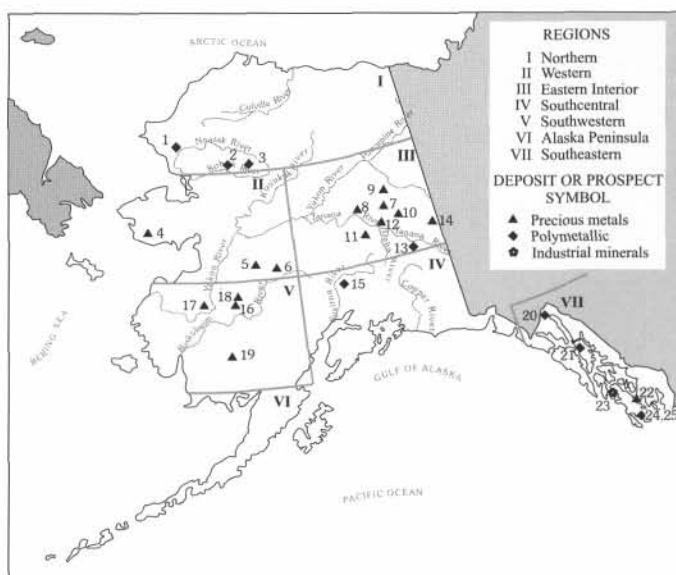 ARCTIC OCEAN
REGIONS
I Northern
II Western
III Eastern Interior
IV Southcentral
V Southwestern
VI Alaska Peninsula
VII Southeastern
DEPOSIT OR PROSPECT
SYMBOL
Precious metals
Polymetallic
Industrial minerals
I
Colville River
Noatak River
1
2
3
II
Porcupine River
III
Koyukuk River
Yukon River
9
7
8
10
12
14
Tanana River
11
13
4
Yukon River
5
6
IV
V
15
Copper River
VII
20
18
17
16
Kuskokwim River
BERING SEA
19
GULF OF ALASKA
21
VI
22
23
24, 25
PACIFIC OCEAN